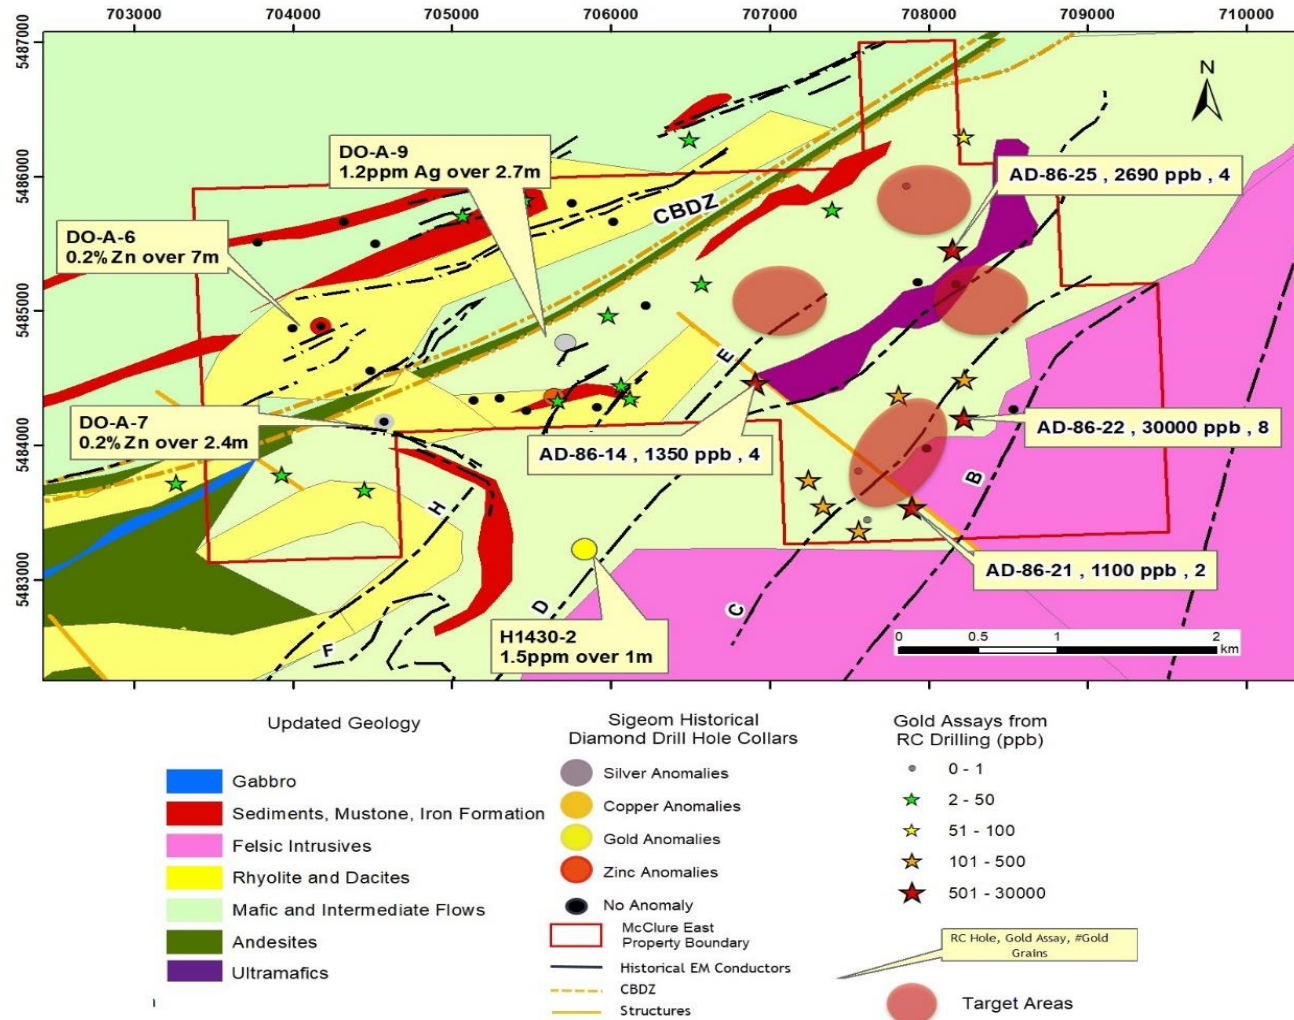 703000 704000 705000 706000 707000 708000 709000 710000
5487000
5486000
5485000
5484000
5483000
N
DO-A-9
1.2ppm Ag over 2.7m
AD-86-25 , 2690 ppb , 4
CBDZ
DO-A-6
0.2% Zn over 7m
E
DO-A-7
0.2% Zn over 2.4m
AD-86-14 , 1350 ppb , 4
AD-86-22 , 30000 ppb , 8
B
H
AD-86-21 , 1100 ppb , 2
D
C
F
H1430-2
1.5ppm over 1m
0 0.5 1 2
km
Updated Geology
Gabbro
Sediments, Mustone, Iron Formation
Felsic Intrusives
Rhyolite and Dacites
Mafic and Intermediate Flows
Andesites
Ultramafics
Sigeom Historical
Diamond Drill Hole Collars
Silver Anomalies
Copper Anomalies
Gold Anomalies
Zinc Anomalies
No Anomaly
McClure East
Property Boundary
Historical EM Conductors
CBDZ
Structures
Gold Assays from
RC Drilling (ppb)
0 - 1
2 - 50
51 - 100
101 - 500
501 - 30000
RC Hole, Gold Assay, #Gold
Grains
Target Areas